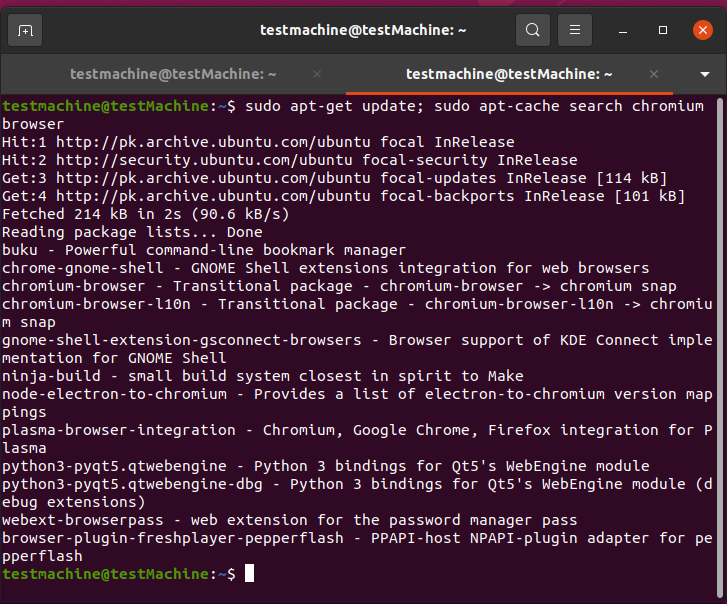 testmachine@testMachine: ~
testmachine@testMachine: ~
testmachine@testMachine: ~
testmachine@testMachine:~$ sudo apt-get update; sudo apt-cache search chromium
browser
Hit:1 http://pk.archive.ubuntu.com/ubuntu focal InRelease
Hit:2 http://security.ubuntu.com/ubuntu focal-security InRelease
Get:3 http://pk.archive.ubuntu.com/ubuntu focal-updates InRelease [114 kB]
Get:4 http://pk.archive.ubuntu.com/ubuntu focal-backports InRelease [101 kB]
Fetched 214 kB in 2s (90.6 kB/s)
Reading package lists... Done
buku - Powerful command-line bookmark manager
chrome-gnome-shell - GNOME Shell extensions integration for web browsers
chromium-browser - Transitional package - chromium-browser -> chromium snap
chromium-browser-l10n - Transitional package - chromium-browser-l10n -> chromiu
m snap
gnome-shell-extension-gsconnect-browsers - Browser support of KDE Connect imple
mentation for GNOME Shell
ninja-build - small build system closest in spirit to Make
node-electron-to-chromium - Provides a list of electron-to-chromium version map
pings
plasma-browser-integration - Chromium, Google Chrome, Firefox integration for P
lasma
python3-pyqt5.qtwebengine - Python 3 bindings for Qt5's WebEngine module
python3-pyqt5.qtwebengine-dbg - Python 3 bindings for Qt5's WebEngine module (d
ebug extensions)
webext-browserpass - web extension for the password manager pass
browser-plugin-freshplayer-pepperflash - PPAPI-host NPAPI-plugin adapter for pe
pperflash
testmachine@testMachine:~$